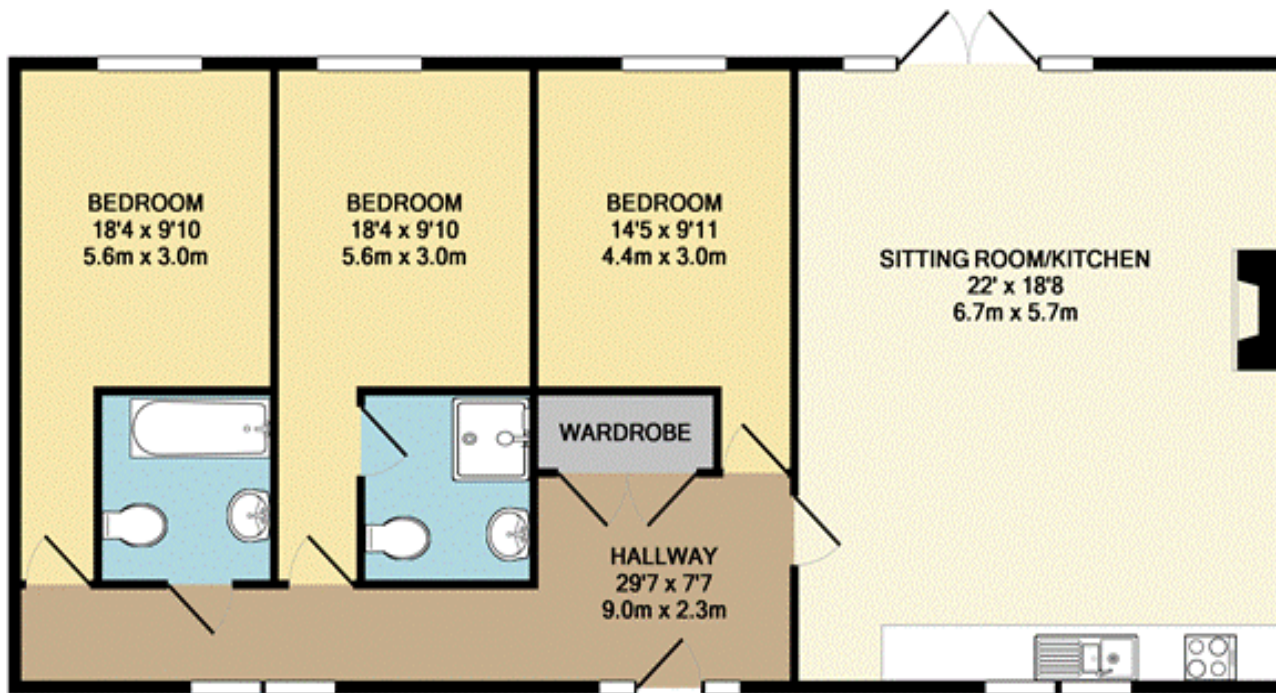 BEDROOM
18'4 x 9'10
5.6m x 3.0m
BEDROOM
18'4 x 9'10
5.6m x 3.0m
BEDROOM
14'5 x 9'11
4.4m x 3.0m
SITTING ROOM/KITCHEN
22' x 18'8
6.7m x 5.7m
WARDROBE
HALLWAY
29'7 x 7'7
9.0m x 2.3m